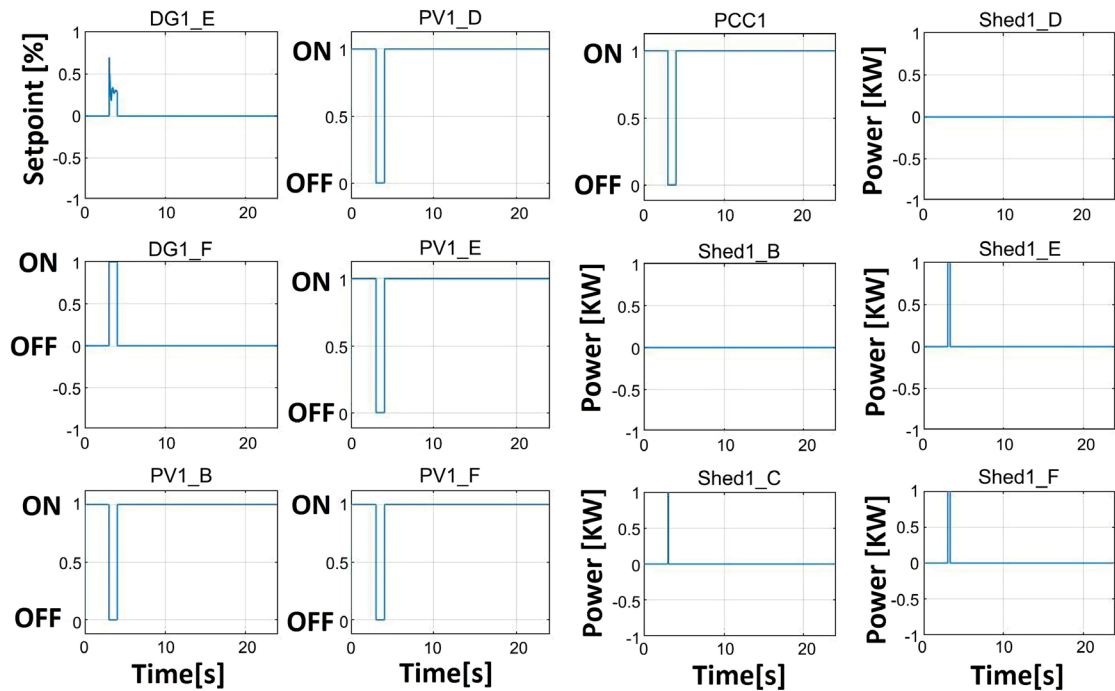 DG1_E
PV1_D
PCC1
Shed1_D
Setpoint [%]
1
0.5
0
-0.5
-1
0
10
20
ON
OFF
1
0.5
0
0
10
20
ON
OFF
1
0.5
0
0
10
20
Power [KW]
1
0.5
0
-0.5
-1
0
10
20
DG1_F
PV1_E
Shed1_B
Shed1_E
ON
OFF
1
0.5
0
-0.5
-1
0
10
20
ON
OFF
1
0.5
0
0
10
20
Power [KW]
1
0.5
0
-0.5
-1
0
10
20
Power [KW]
1
0.5
0
-0.5
-1
0
10
20
PV1_B
PV1_F
Shed1_C
Shed1_F
ON
OFF
1
0.5
0
0
10
20
Time[s]
ON
OFF
1
0.5
0
0
10
20
Time[s]
Power [KW]
1
0.5
0
-0.5
-1
0
10
20
Time[s]
Power [KW]
1
0.5
0
-0.5
-1
0
10
20
Time[s]